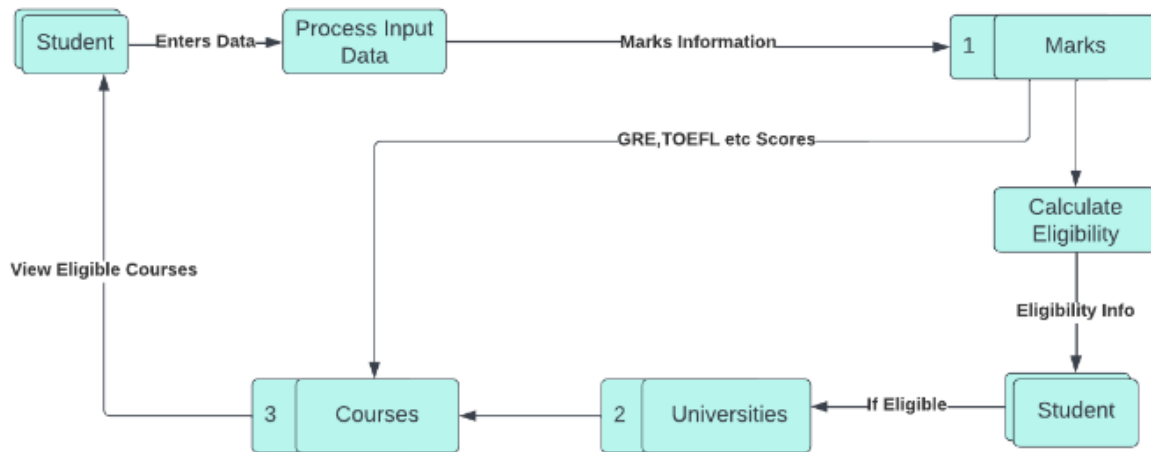 Student
Enters Data
Process Input
Data
Marks Information
1
Marks
GRE,TOEFL etc Scores
Calculate
Eligibility
View Eligible Courses
Eligibility Info
3
Courses
2
Universities
If Eligible
Student